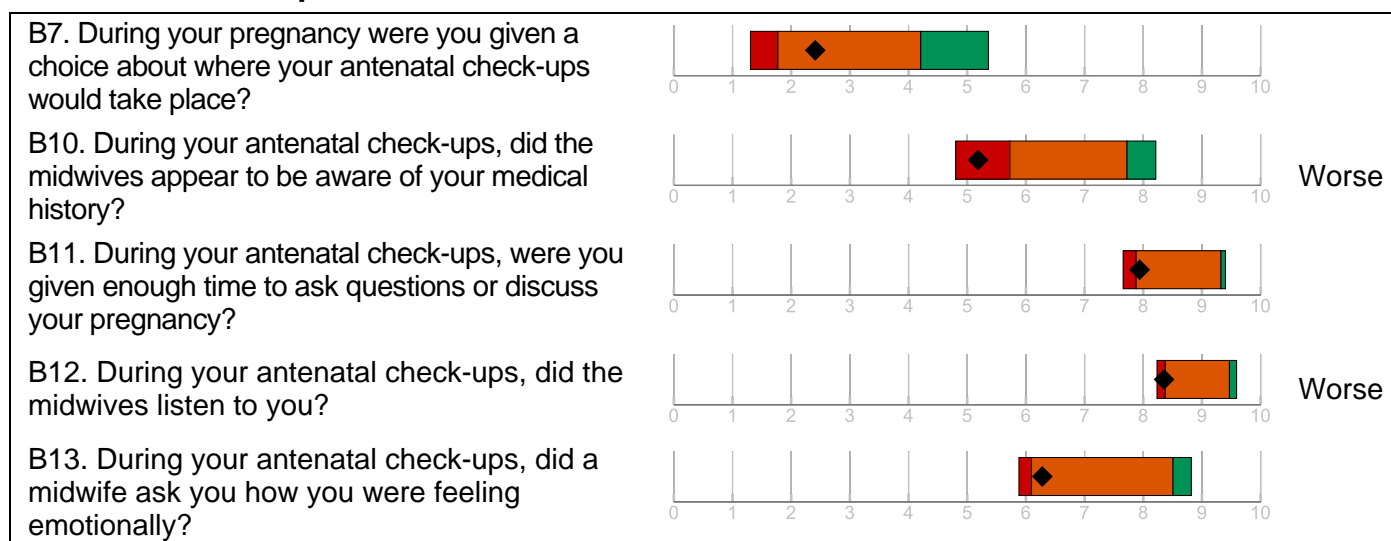 B7. During your pregnancy were you given a
choice about where your antenatal check-ups
would take place?
0 1 2 3 4 5 6 7 8 9 10
B10. During your antenatal check-ups, did the
midwives appear to be aware of your medical
history?
0 1 2 3 4 5 6 7 8 9 10
Worse
B11. During your antenatal check-ups, were you
given enough time to ask questions or discuss
your pregnancy?
0 1 2 3 4 5 6 7 8 9 10
B12. During your antenatal check-ups, did the
midwives listen to you?
0 1 2 3 4 5 6 7 8 9 10
Worse
B13. During your antenatal check-ups, did a
midwife ask you how you were feeling
emotionally?
0 1 2 3 4 5 6 7 8 9 10